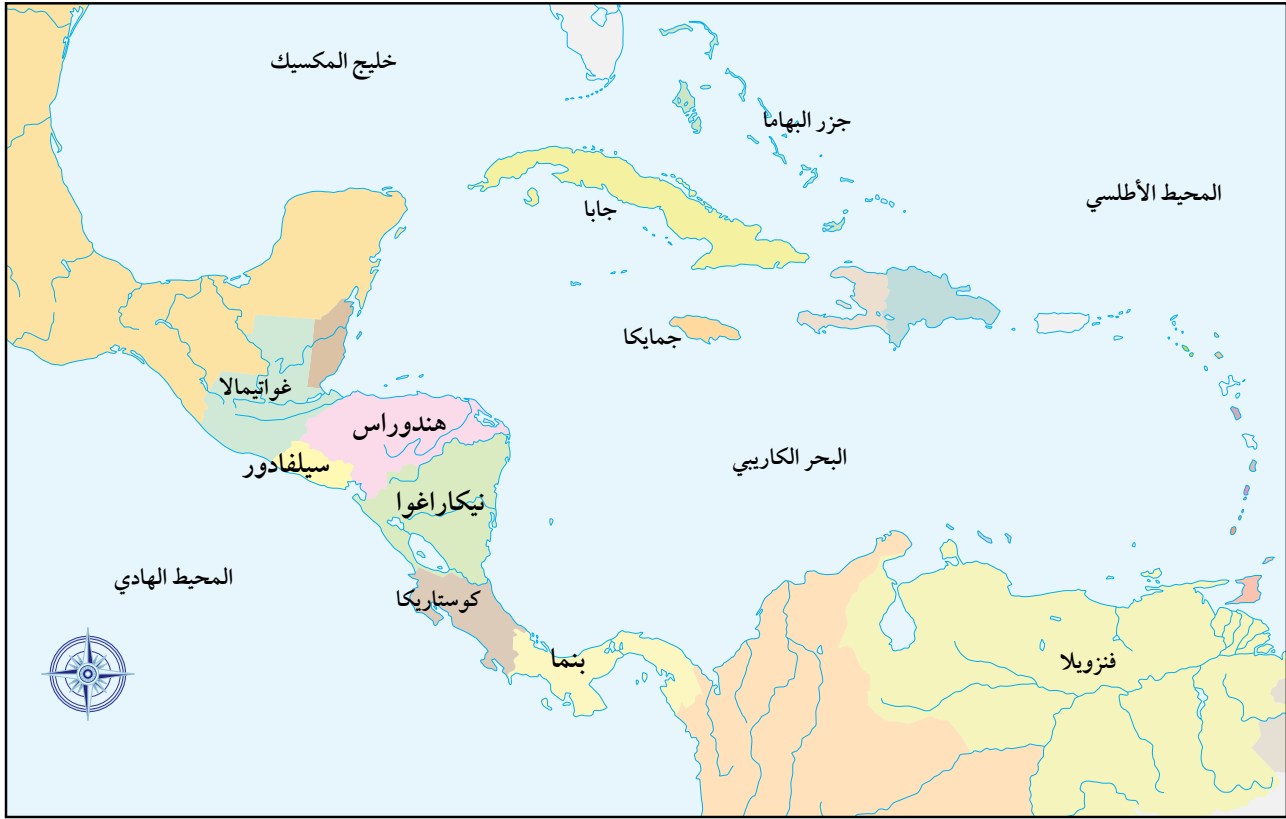 خليج المكسيك
جزر البهاما
المحيط الأطلسي
جابا
جمايكا
غواتيمالا
هندوراس
سيلفادور
البحر الكاريبي
نيكاراغوا
المحيط الهادي
كوستاريكا
بنما
فنزويلا